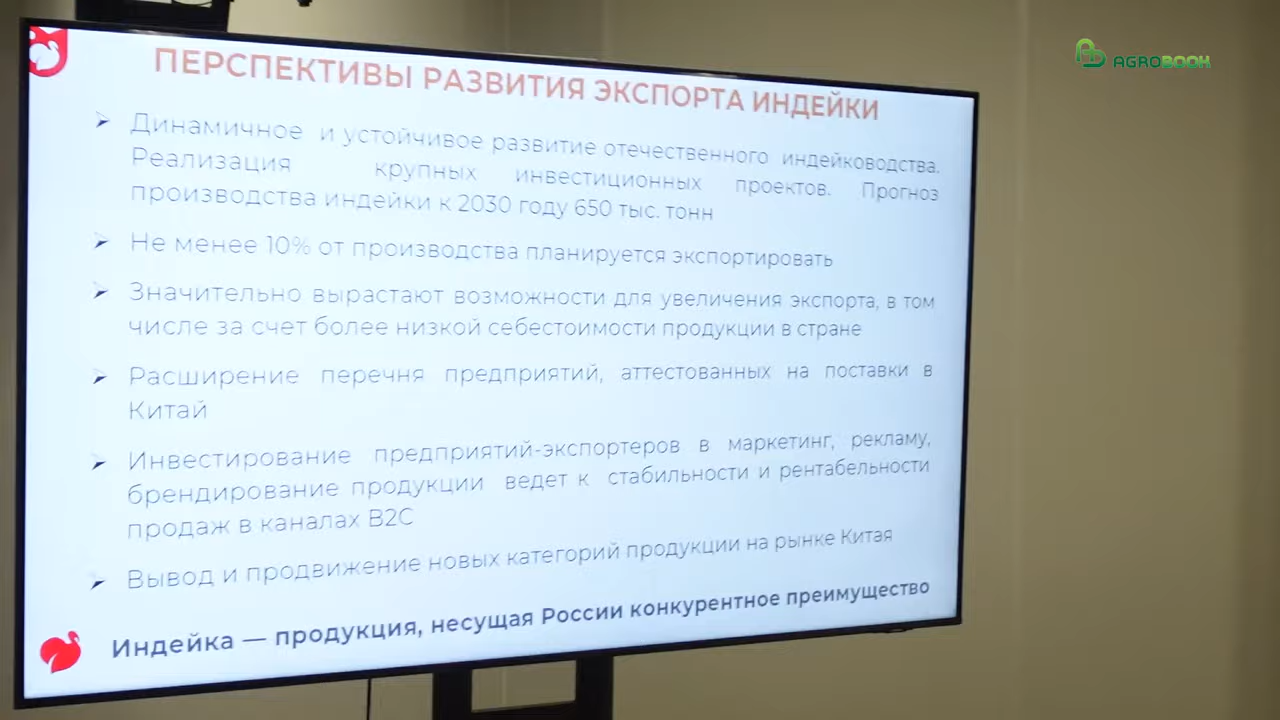 AGROBOOK
ПЕРСПЕКТИВЫ РАЗВИТИЯ ЭКСПОРТА ИНДЕЙКИ
➢ Динамичное и устойчивое развитие отечественного индейководства.
Реализация крупных инвестиционных проектов. Прогноз
производства индейки к 2030 году 650 тыс. тонн
➢ Не менее 10% от производства планируется экспортировать
➢ Значительно вырастают возможности для увеличения экспорта, в том
числе за счет более низкой себестоимости продукции в стране
➢ Расширение перечня предприятий, аттестованных на поставки в
Китай
➢ Инвестирование предприятий-экспортеров в маркетинг, рекламу,
брендирование продукции ведет к стабильности и рентабельности
продаж в каналах B2C
➢ Вывод и продвижение новых категорий продукции на рынке Китая
Индейка — продукция, несущая России конкурентное преимущество